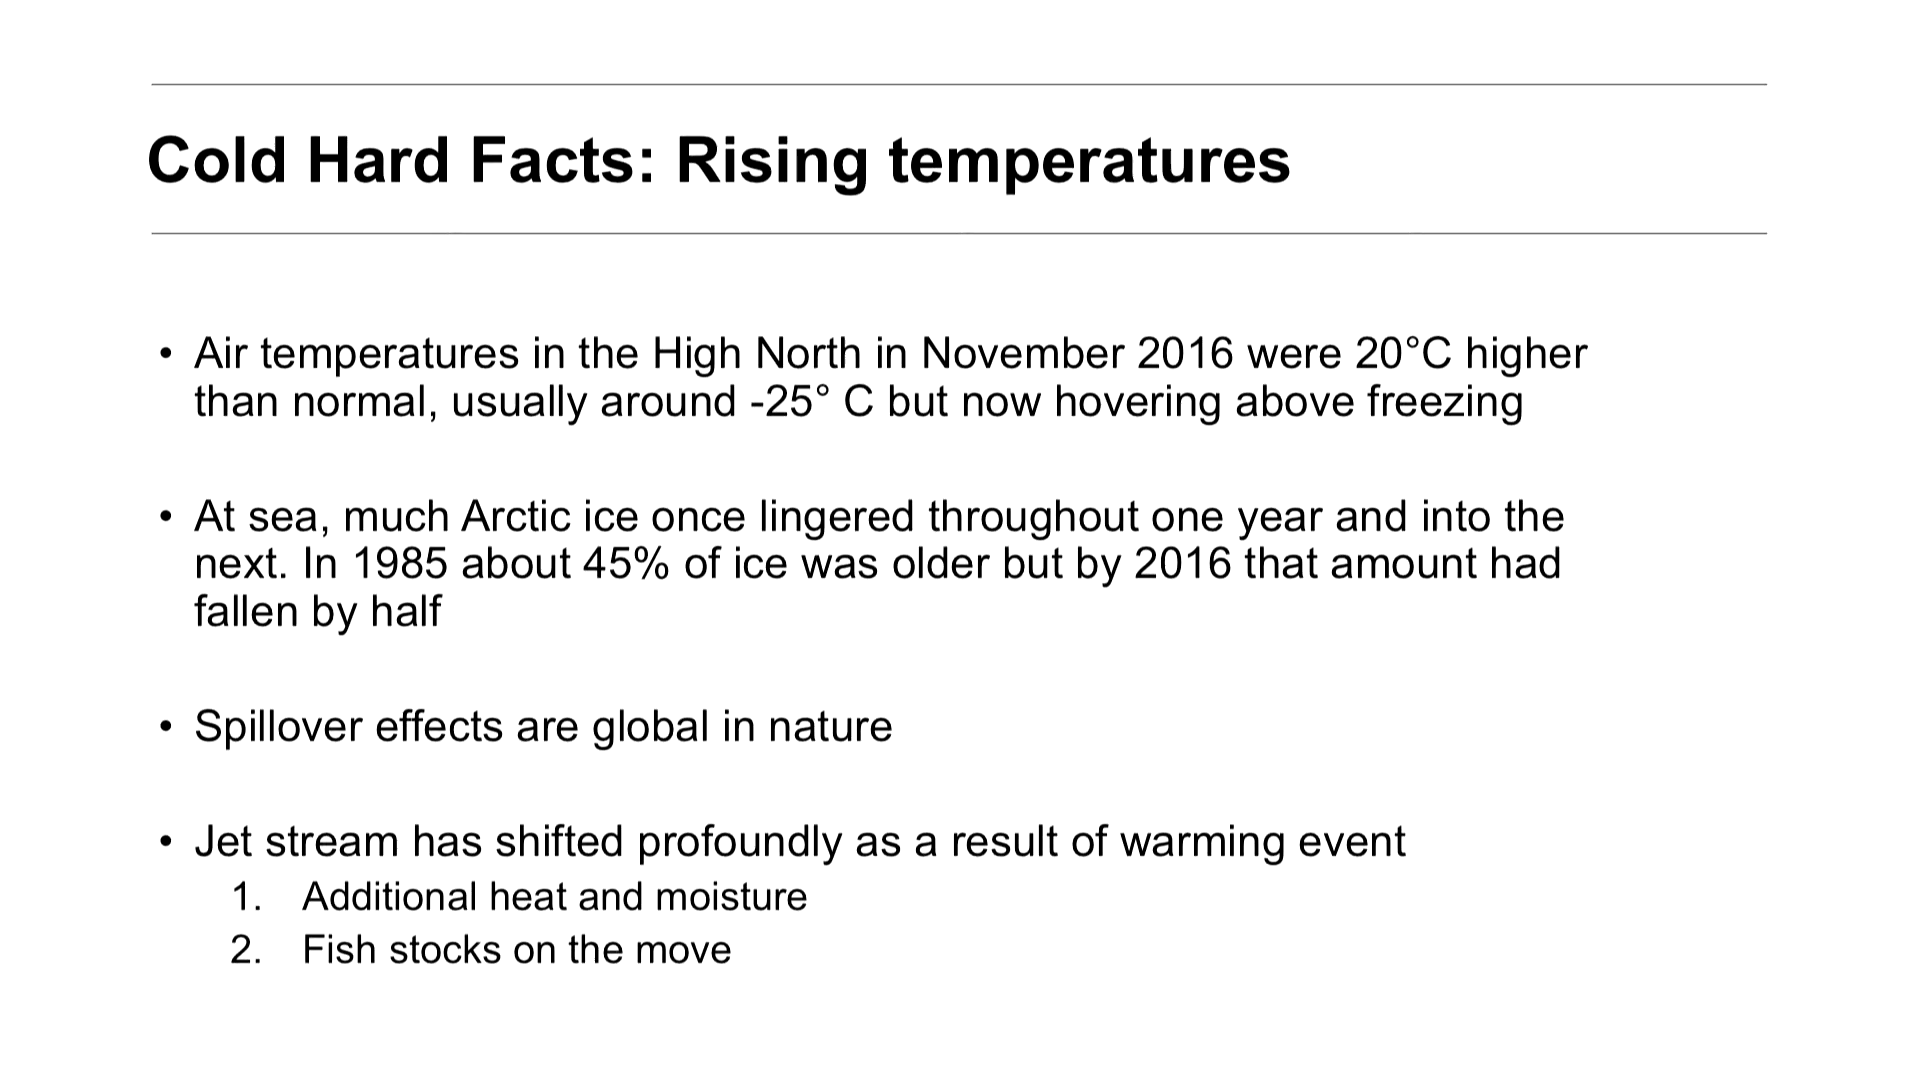 Cold Hard Facts: Rising temperatures
• Air temperatures in the High North in November 2016 were 20°C higher
than normal, usually around -25° C but now hovering above freezing
• At sea, much Arctic ice once lingered throughout one year and into the
next. In 1985 about 45% of ice was older but by 2016 that amount had
fallen by half
• Spillover effects are global in nature
• Jet stream has shifted profoundly as a result of warming event
1. Additional heat and moisture
2. Fish stocks on the move